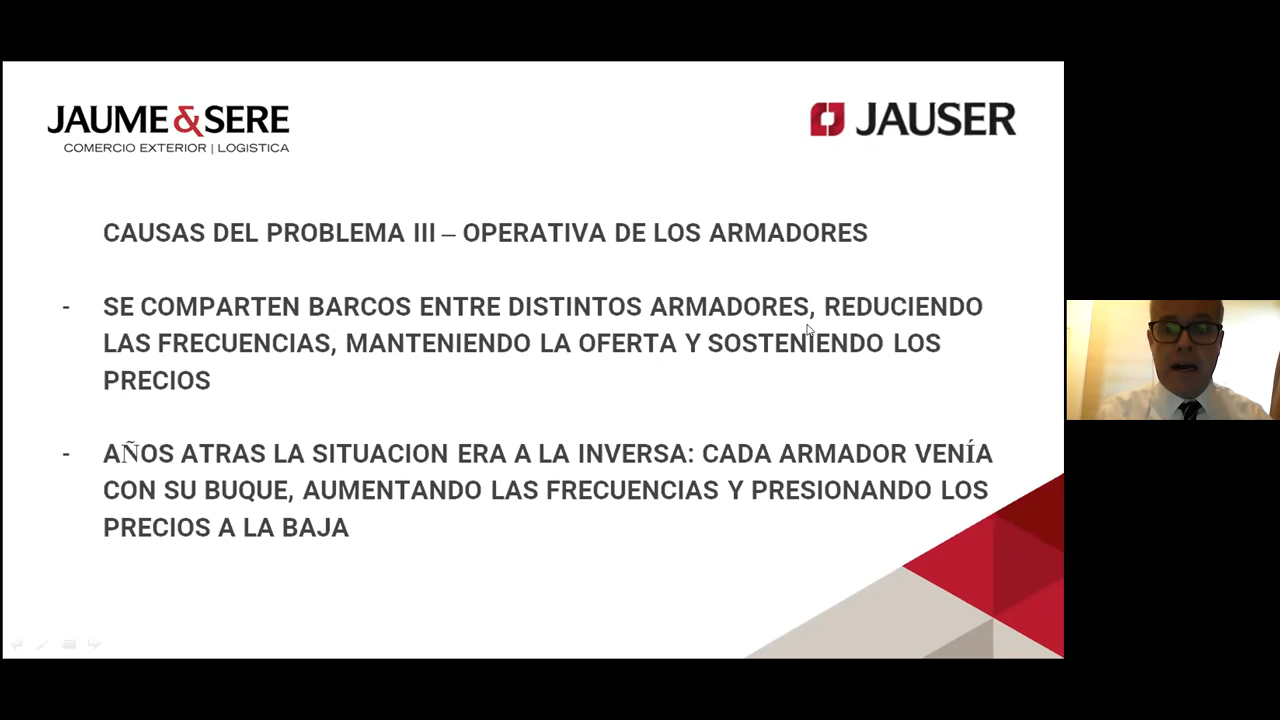 JAUME&SERE
COMERCIO EXTERIOR | LOGISTICA
JAUSER
CAUSAS DEL PROBLEMA III – OPERATIVA DE LOS ARMADORES
- SE COMPARTEN BARCOS ENTRE DISTINTOS ARMADORES, REDUCIENDO
LAS FRECUENCIAS, MANTENIENDO LA OFERTA Y SOSTENIENDO LOS
PRECIOS
- AÑOS ATRAS LA SITUACION ERA A LA INVERSA: CADA ARMADOR VENÍA
CON SU BUQUE, AUMENTANDO LAS FRECUENCIAS Y PRESIONANDO LOS
PRECIOS A LA BAJA